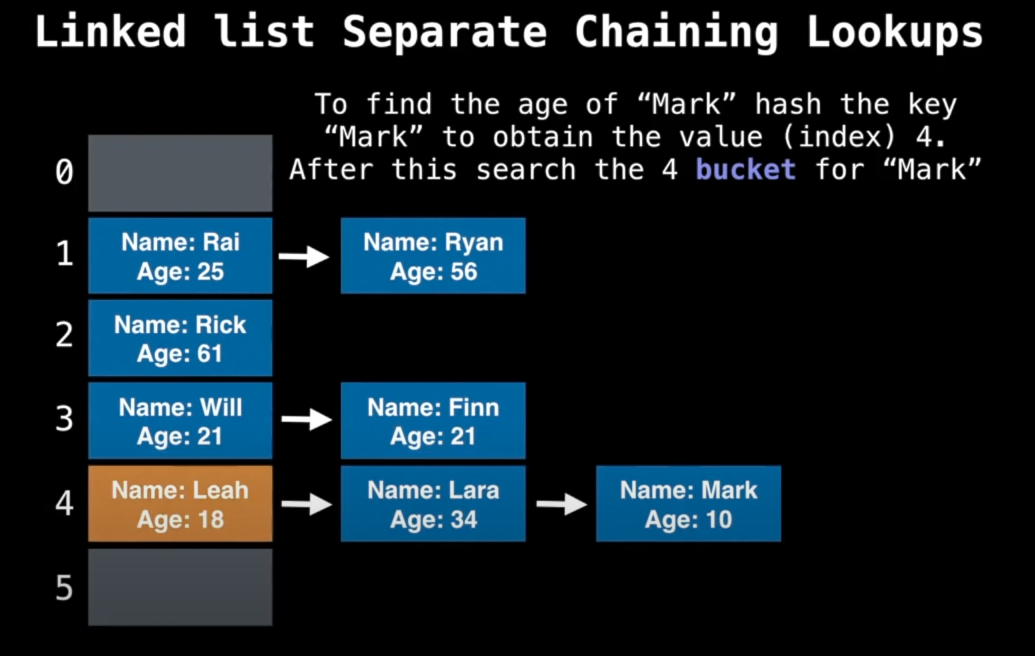 Linked list Separate Chaining Lookups
To find the age of “Mark” hash the key
“Mark” to obtain the value (index) 4.
After this search the 4 bucket for “Mark”
0
1
Name: Rai
Age: 25
Name: Ryan
Age: 56
2
Name: Rick
Age: 61
3
Name: Will
Age: 21
Name: Finn
Age: 21
4
Name: Leah
Age: 18
Name: Lara
Age: 34
Name: Mark
Age: 10
5